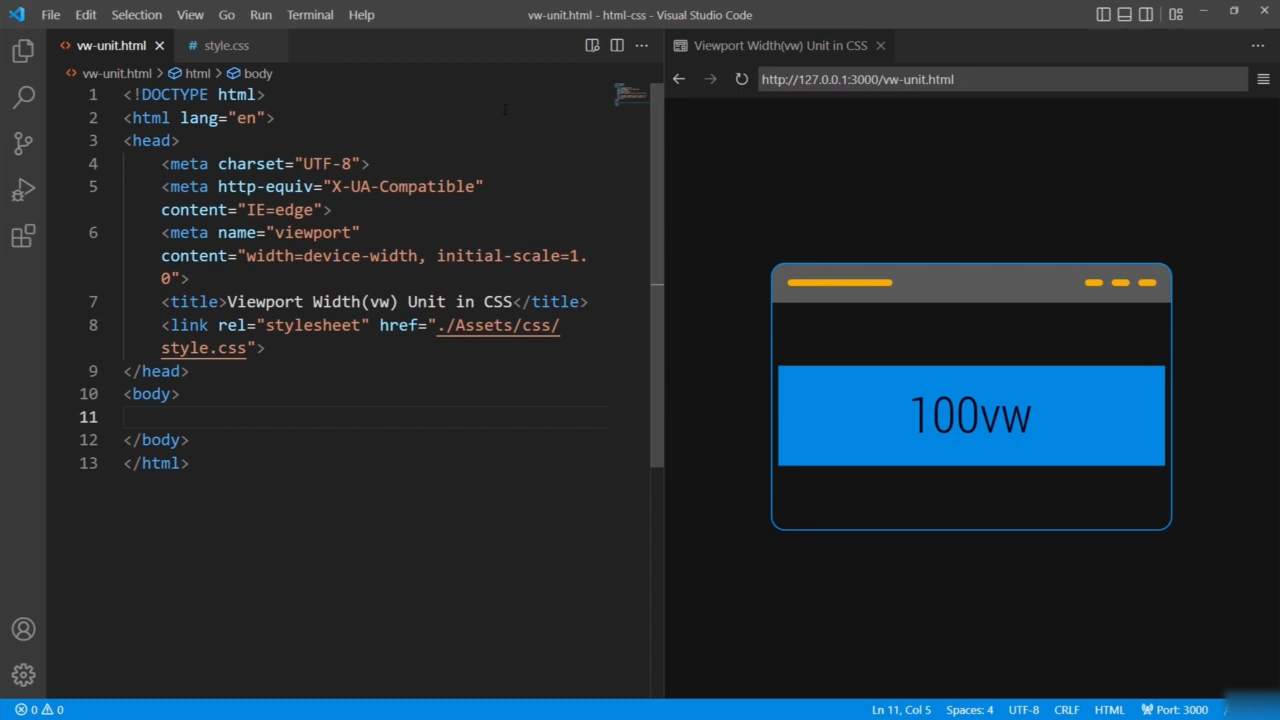 File Edit Selection View Go Run Terminal Help
vw-unit.html - html-css - Visual Studio Code
vw-unit.html
# style.css
vw-unit.html > html > body
1 <!DOCTYPE html>
2 <html lang="en">
3 <head>
4 <meta charset="UTF-8">
5 <meta http-equiv="X-UA-Compatible"
content="IE=edge">
6 <meta name="viewport"
content="width=device-width, initial-scale=1.
0">
7 <title>Viewport Width(vw) Unit in CSS</title>
8 <link rel="stylesheet" href="./Assets/css/
style.css">
9 </head>
10 <body>
11
12 </body>
13 </html>
Viewport Width(vw) Unit in CSS
http://127.0.0.1:3000/vw-unit.html
100vw
0 0
Ln 11, Col 5 Spaces: 4 UTF-8 CRLF HTML Port: 3000